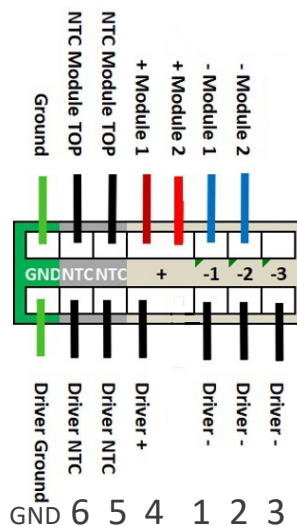 Ground
NTC Module TOP
NTC Module TOP
+ Module 1
+ Module 2
- Module 1
- Module 2
GND NTC NTC + -1 -2 -3
Driver Ground
Driver NTC
Driver NTC
Driver +
Driver -
Driver -
Driver -
GND 6 5 4 1 2 3